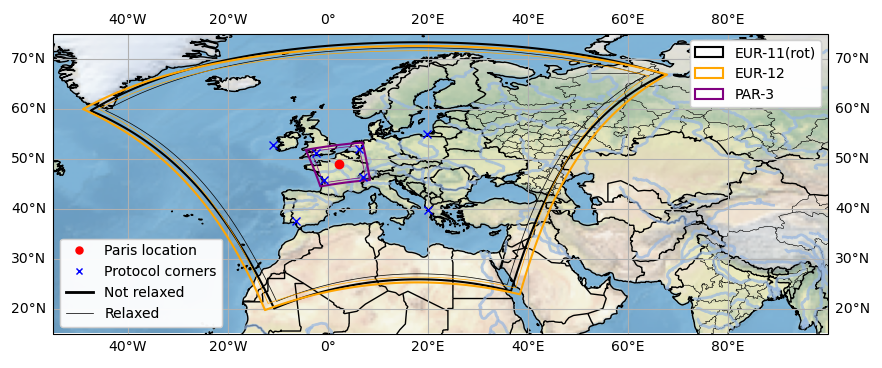 40°W 20°W 0° 20°E 40°E 60°E 80°E
70°N 70°N
60°N 60°N
50°N 50°N
40°N 40°N
30°N 30°N
20°N 20°N
EUR-11(rot)
EUR-12
PAR-3
Paris location
Protocol corners
Not relaxed
Relaxed
40°W 20°W 0° 20°E 40°E 60°E 80°E